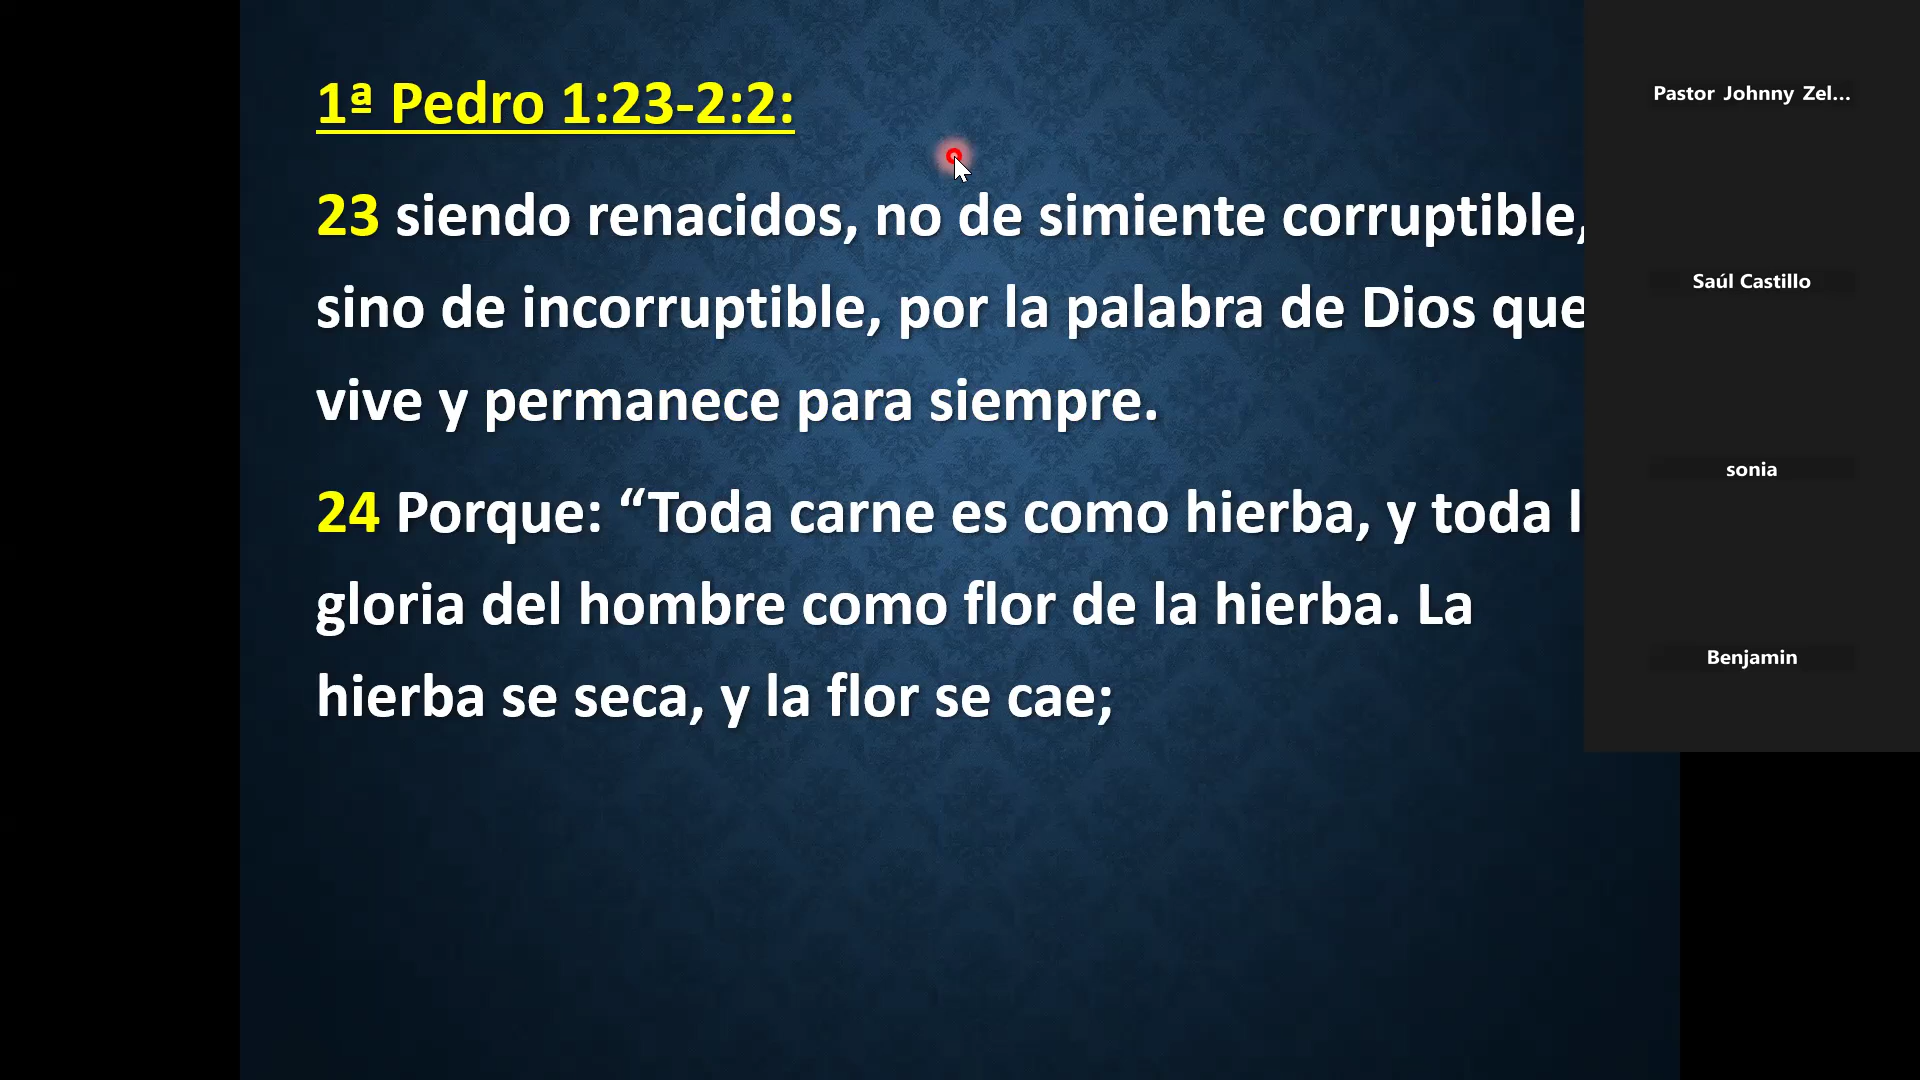 1ª Pedro 1:23-2:2:
23 siendo renacidos, no de simiente corruptible,
sino de incorruptible, por la palabra de Dios que
vive y permanece para siempre.
24 Porque: “Toda carne es como hierba, y toda l
gloria del hombre como flor de la hierba. La
hierba se seca, y la flor se cae;
Pastor Johnny Zel...
Saúl Castillo
sonia
Benjamin